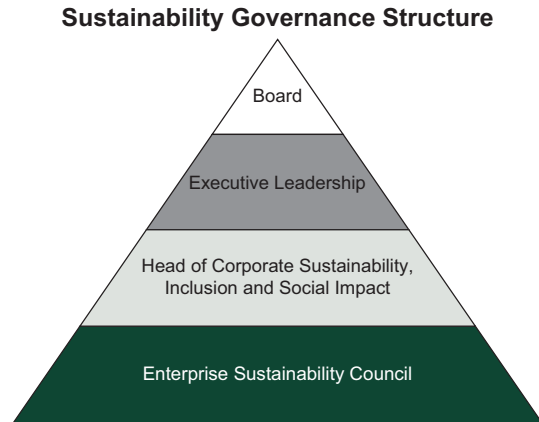 Sustainability Governance Structure
Board
Executive Leadership
Head of Corporate Sustainability,
Inclusion and Social Impact
Enterprise Sustainability Council